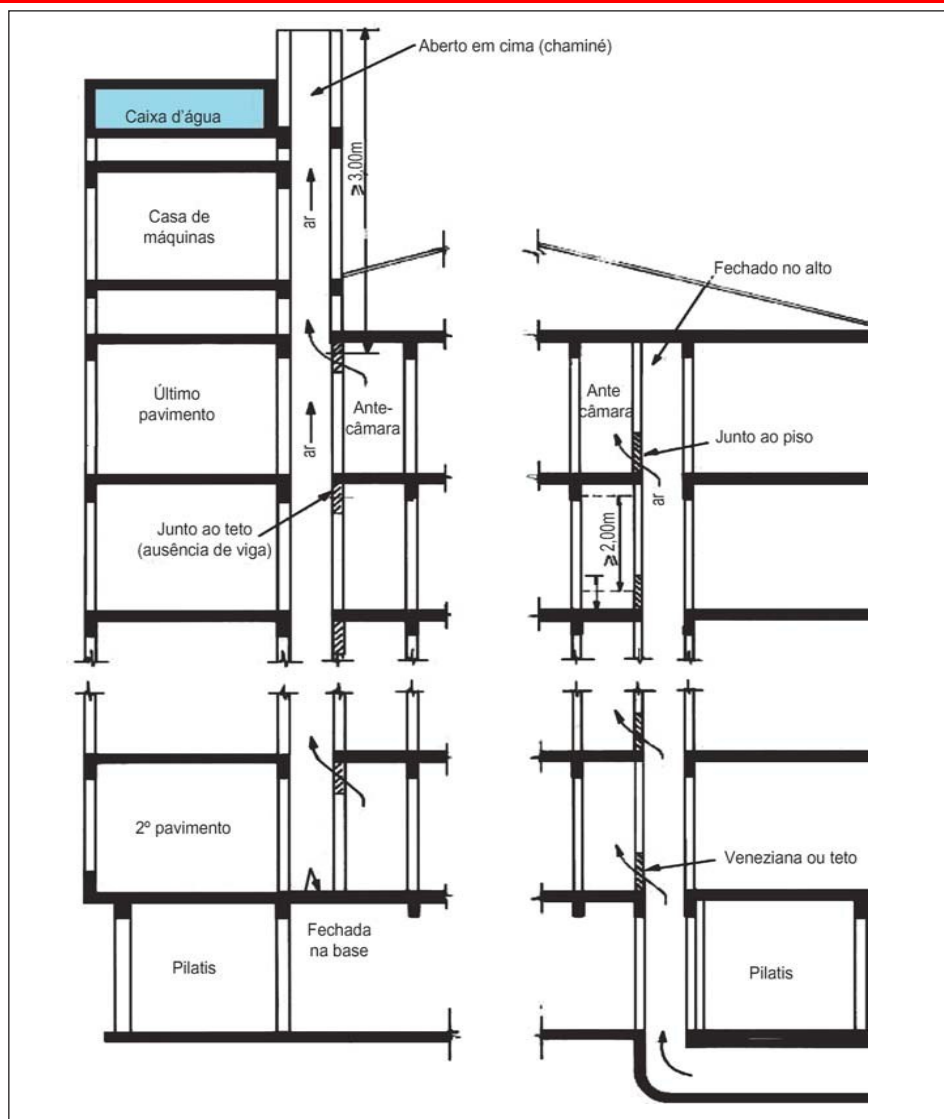 Aberto em cima (chaminé)
Caixa d'água
≥ 3,00m
ar
Casa de
máquinas
Fechado no alto
Último
pavimento
ar
Ante-
câmara
Ante
câmara
Junto ao piso
ar
Junto ao teto
(ausência de viga)
≥ 2,00m
2º pavimento
Veneziana ou teto
Fechada
na base
Pilatis
Pilatis